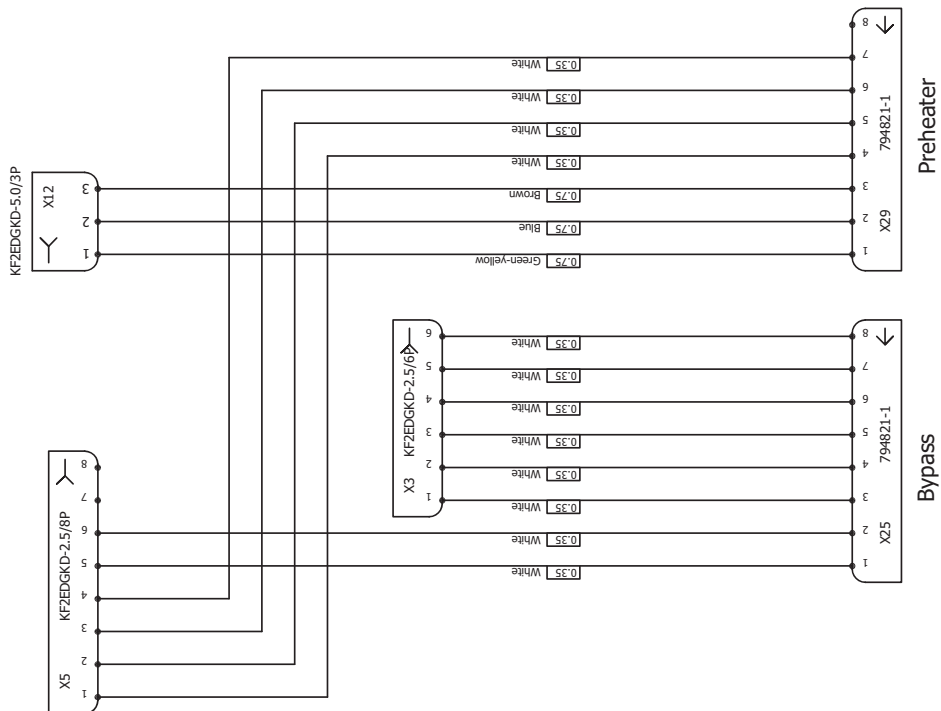 KF2EDGKD-5.0/3P
X12
3
2
1
KF2EDGKD-2.5/8P
X5
8
7
6
5
4
3
2
1
KF2EDGKD-2.5/6P
X3
6
5
4
3
2
1
White 0.35
White 0.35
White 0.35
White 0.35
Brown 0.75
Blue 0.75
Green-yellow 0.75
White 0.35
White 0.35
White 0.35
White 0.35
White 0.35
White 0.35
White 0.35
White 0.35
8
7
6
5
4
3
2
1
794821-1
X29
Preheater
8
7
6
5
4
3
2
1
794821-1
X25
Bypass